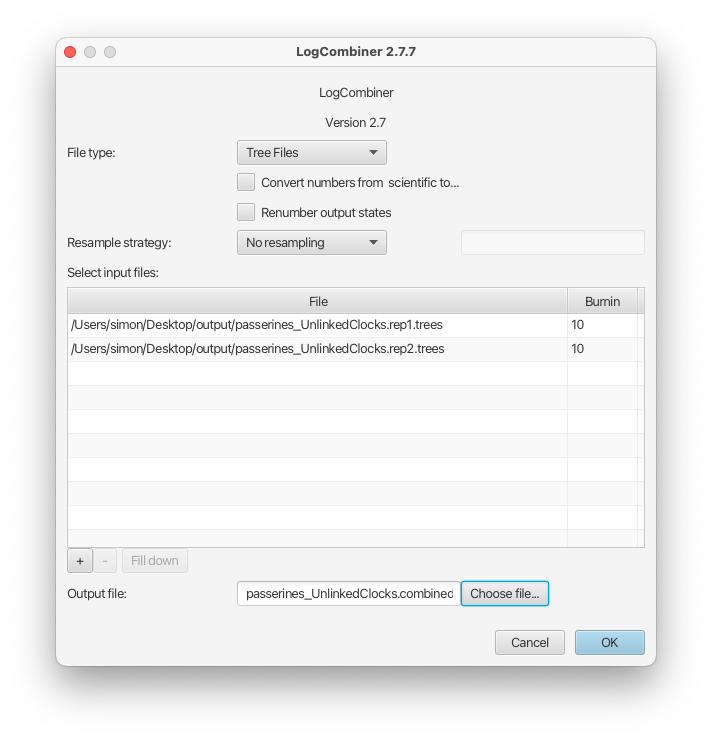 LogCombiner 2.7.7
LogCombiner
Version 2.7
File type: Tree Files
Convert numbers from scientific to...
Renumber output states
Resample strategy: No resampling
Select input files:
File Burnin
/Users/simon/Desktop/output/passerines_UnlinkedClocks.rep1.trees 10
/Users/simon/Desktop/output/passerines_UnlinkedClocks.rep2.trees 10
+ - Fill down
Output file: passerines_UnlinkedClocks.combined Choose file...
Cancel OK